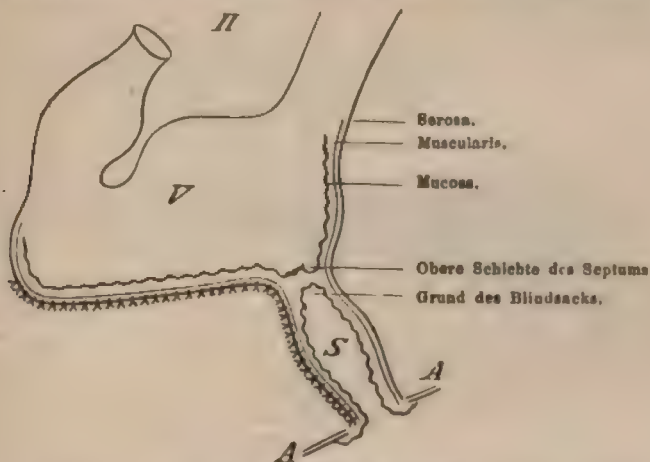 II
Serosa.
Muscularis.
V
Mucosa.
Obere Schichte des Septums
Grund des Blindsacks.
S
A
A